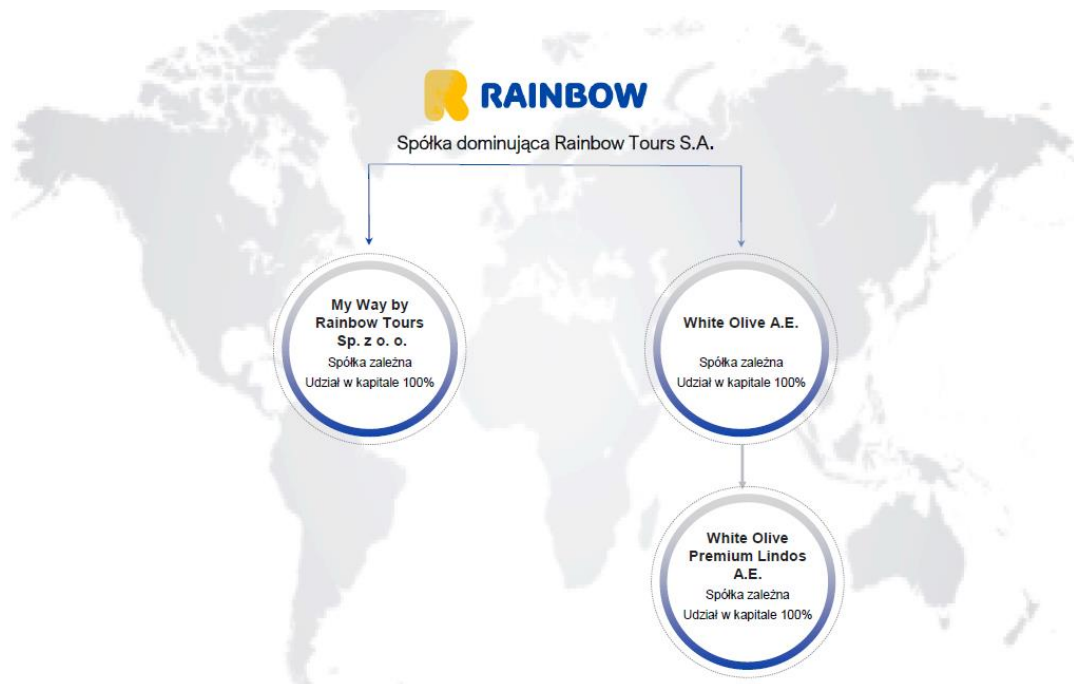 RAINBOW
Spółka dominująca Rainbow Tours S.A.
My Way by
Rainbow Tours
Sp. z o. o.
Spółka zależna
Udział w kapitale 100%
White Olive A.E.
Spółka zależna
Udział w kapitale 100%
White Olive
Premium Lindos
A.E.
Spółka zależna
Udział w kapitale 100%